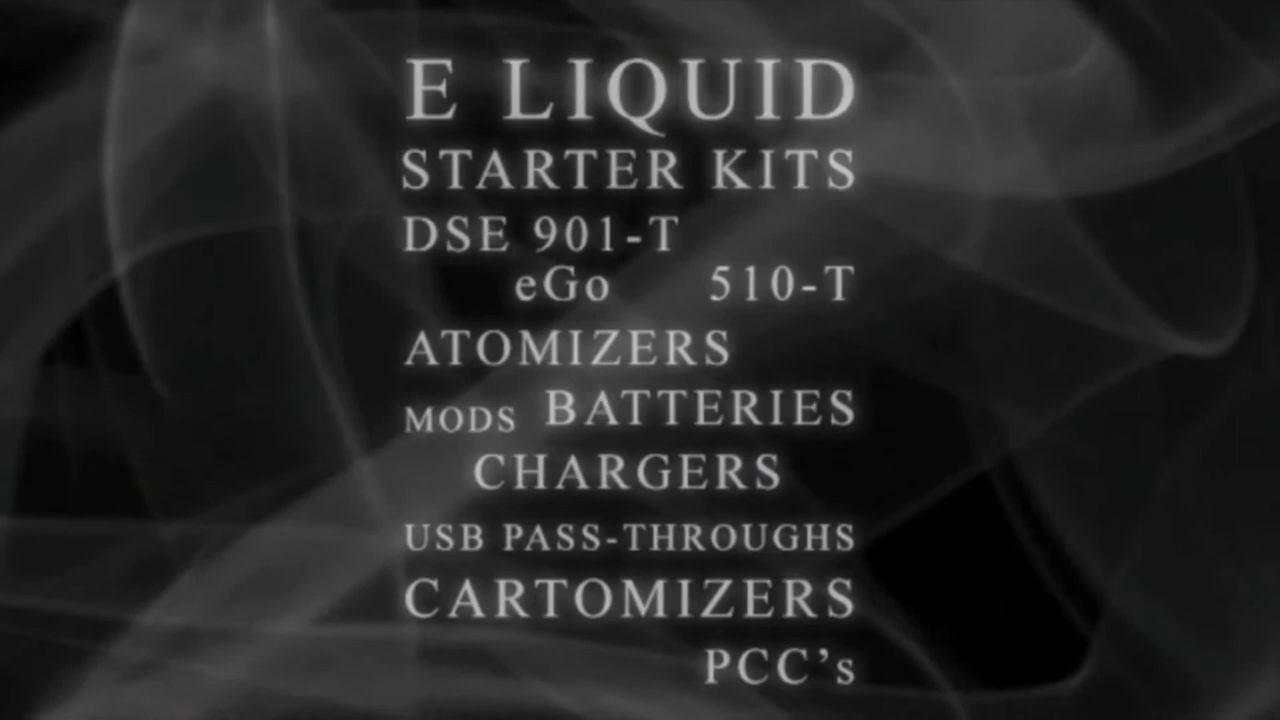 E LIQUID
STARTER KITS
DSE 901-T
eGo 510-T
ATOMIZERS
MODS BATTERIES
CHARGERS
USB PASS-THROUGHS
CARTOMIZERS
PCC’s